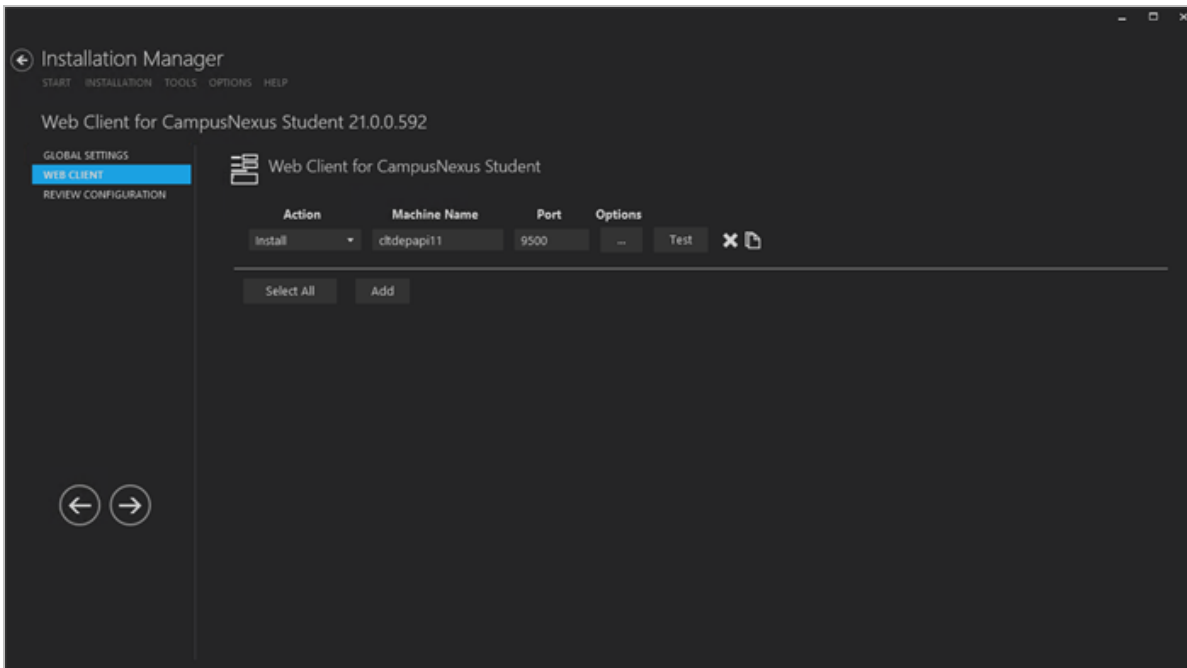 Installation Manager
START INSTALLATION TOOLS OPTIONS HELP
Web Client for CampusNexus Student 21.0.0.592
GLOBAL SETTINGS
WEB CLIENT
REVIEW CONFIGURATION
Web Client for CampusNexus Student
Action Machine Name Port Options
Install cltdepapi11 9500 ... Test
Select All Add